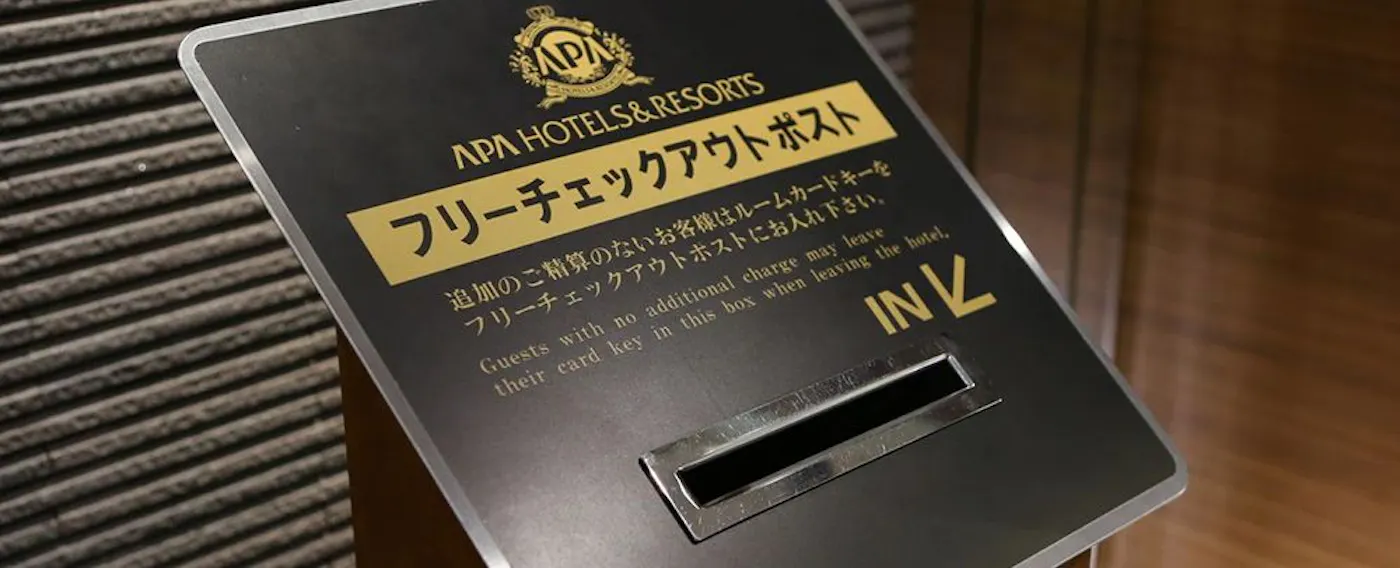 APA
HOTELS&RESORTS
APA HOTELS&RESORTS
フリーチェックアウトポスト
追加のご精算のないお客様はルームカードキーを
フリーチェックアウトポストにお入れ下さい。
Guests with no additional charge may leave
their card key in this box when leaving the hotel.
IN